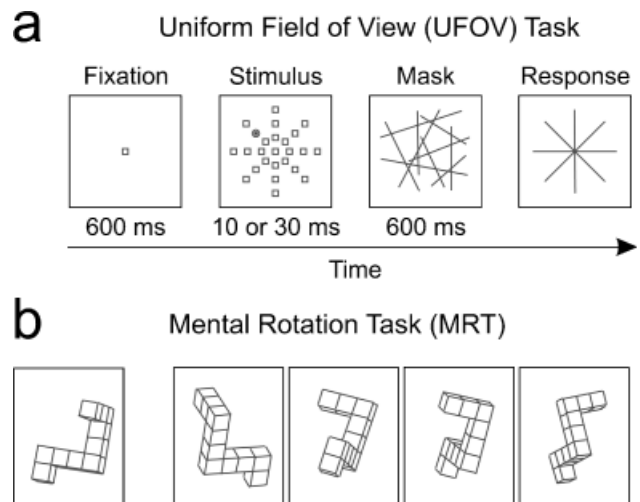 a
Uniform Field of View (UFOV) Task
Fixation Stimulus Mask Response
600 ms 10 or 30 ms 600 ms
Time
b
Mental Rotation Task (MRT)